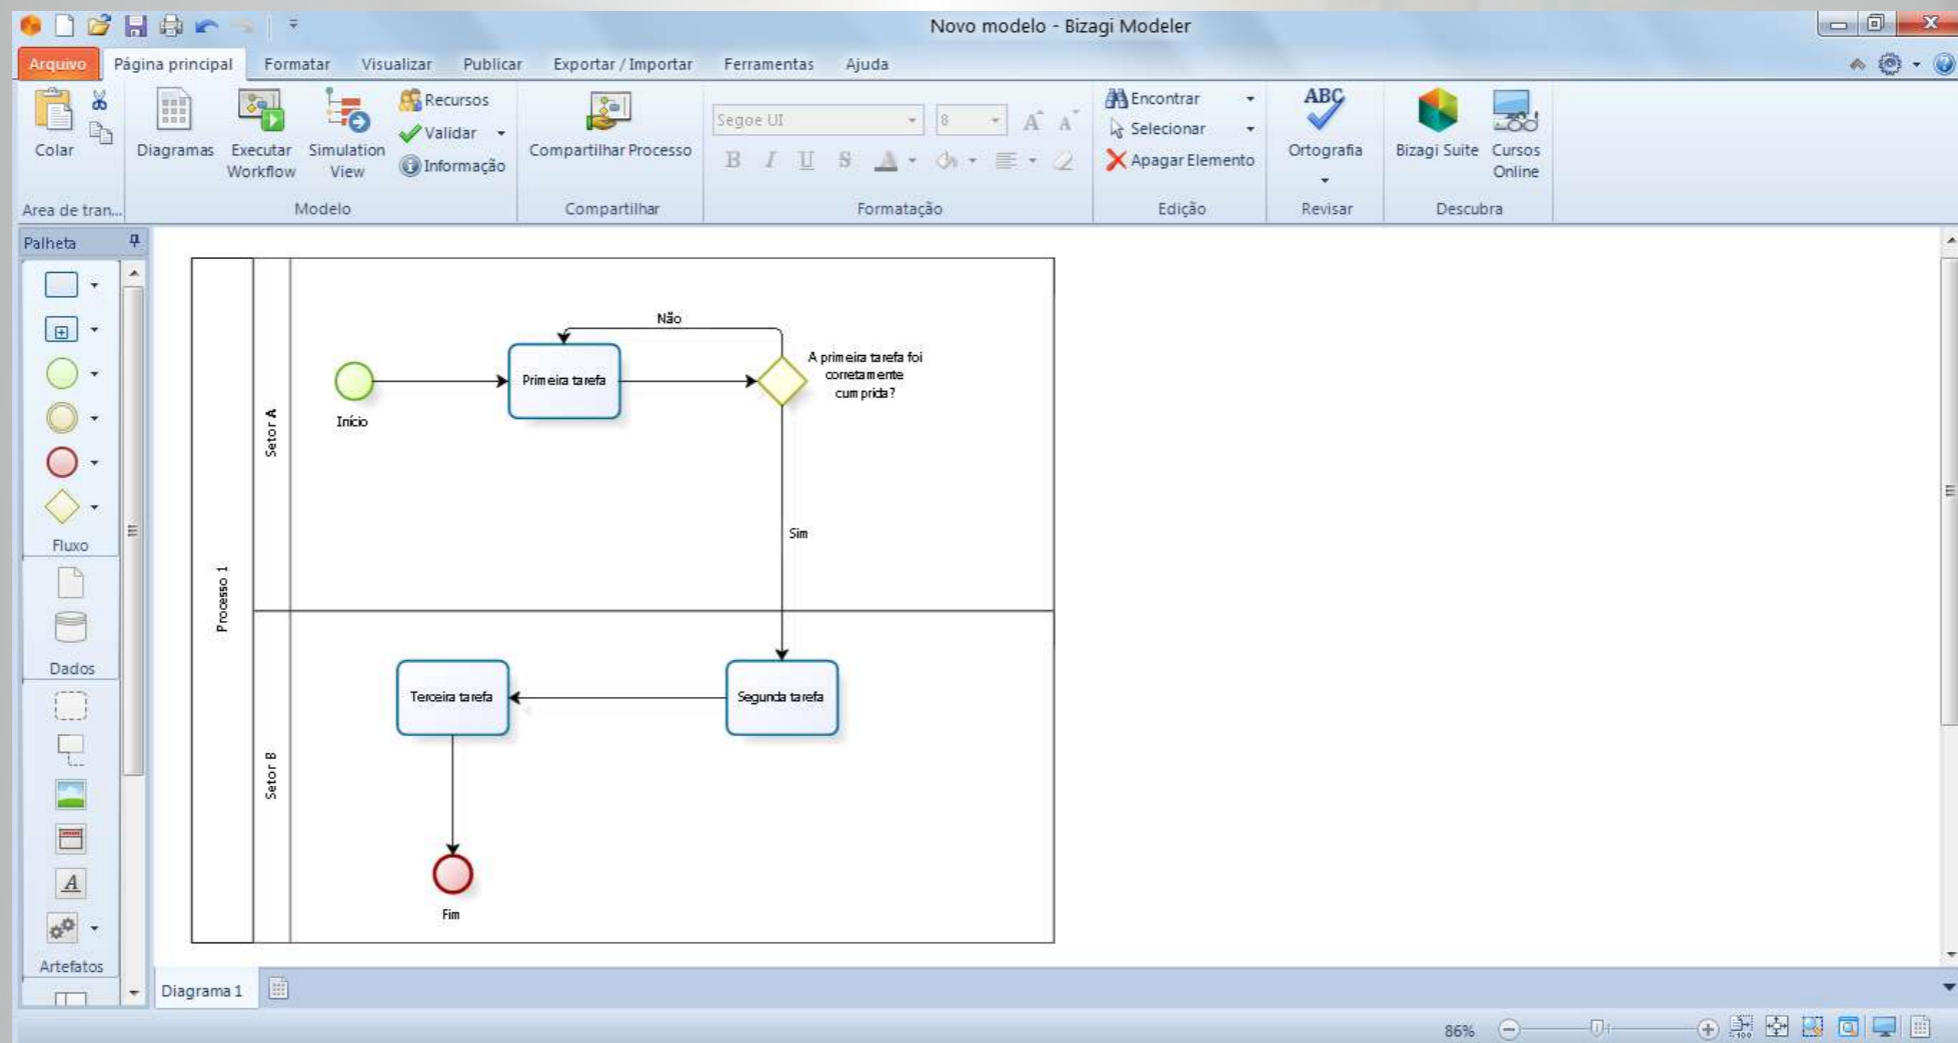 Novo modelo - Bizagi Modeler
Arquivo Página principal Formatar Visualizar Publicar Exportar / Importar Ferramentas Ajuda
Colar
Area de tran...
Diagramas
Executar
Workflow
Simulation
View
Recursos
Validar
Informação
Modelo
Compartilhar Processo
Compartilhar
Segoe UI 8 A A
B I U S A
Formatação
Encontrar
Selecionar
Apagar Elemento
Edição
ABC
Ortografia
Revisar
Bizagi Suite
Cursos
Online
Descubra
Palheta
Fluxo
Dados
A
Artefatos
Processo 1
Setor A
Início
Primeira tarefa
Não
A primeira tarefa foi
corretamente
cumprida?
Sim
Setor B
Terceira tarefa
Segunda tarefa
Fim
Diagrama 1
86%